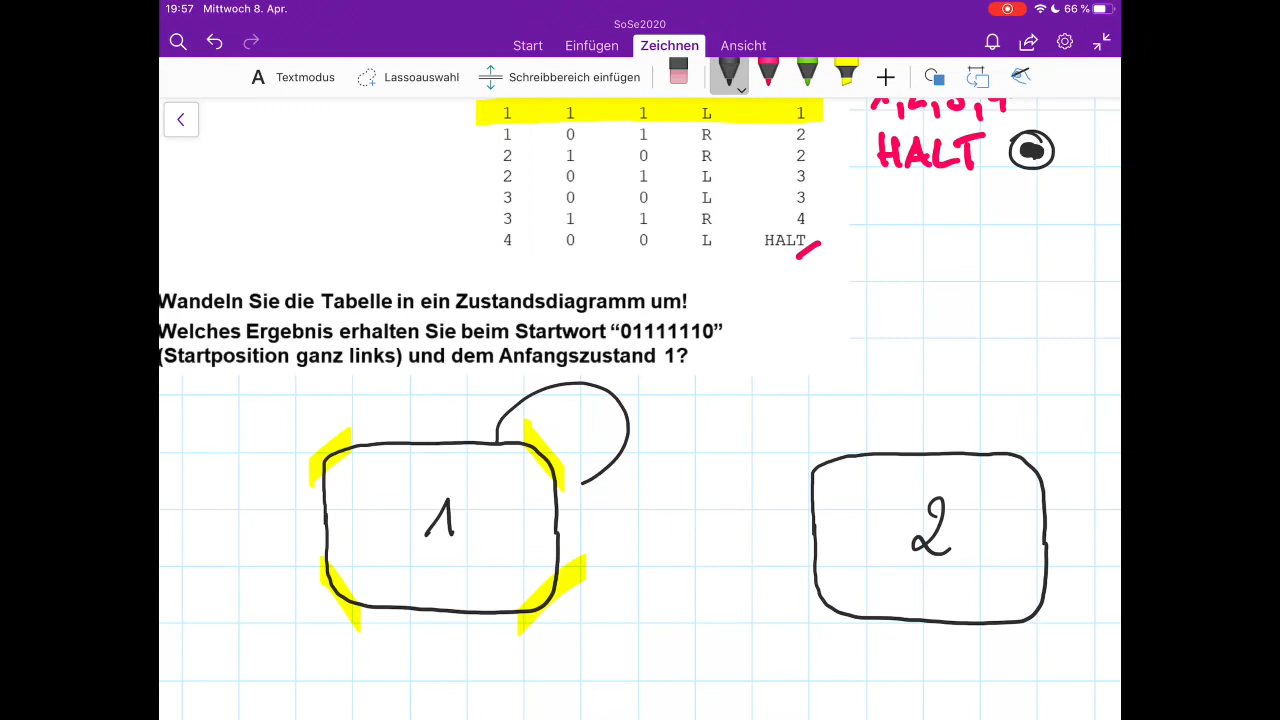 19:57 Mittwoch 8. Apr. 66 %
SoSe2020
Start Einfügen Zeichnen Ansicht
A Textmodus Lassoauswahl Schreibbereich einfügen
1 1 1 L 1
1 0 1 R 2
2 1 0 R 2
2 0 1 L 3
3 0 0 L 3
3 1 1 R 4
4 0 0 L HALT
HALT
Wandeln Sie die Tabelle in ein Zustandsdiagramm um!
Welches Ergebnis erhalten Sie beim Startwort “01111110”
(Startposition ganz links) und dem Anfangszustand 1?
1 2